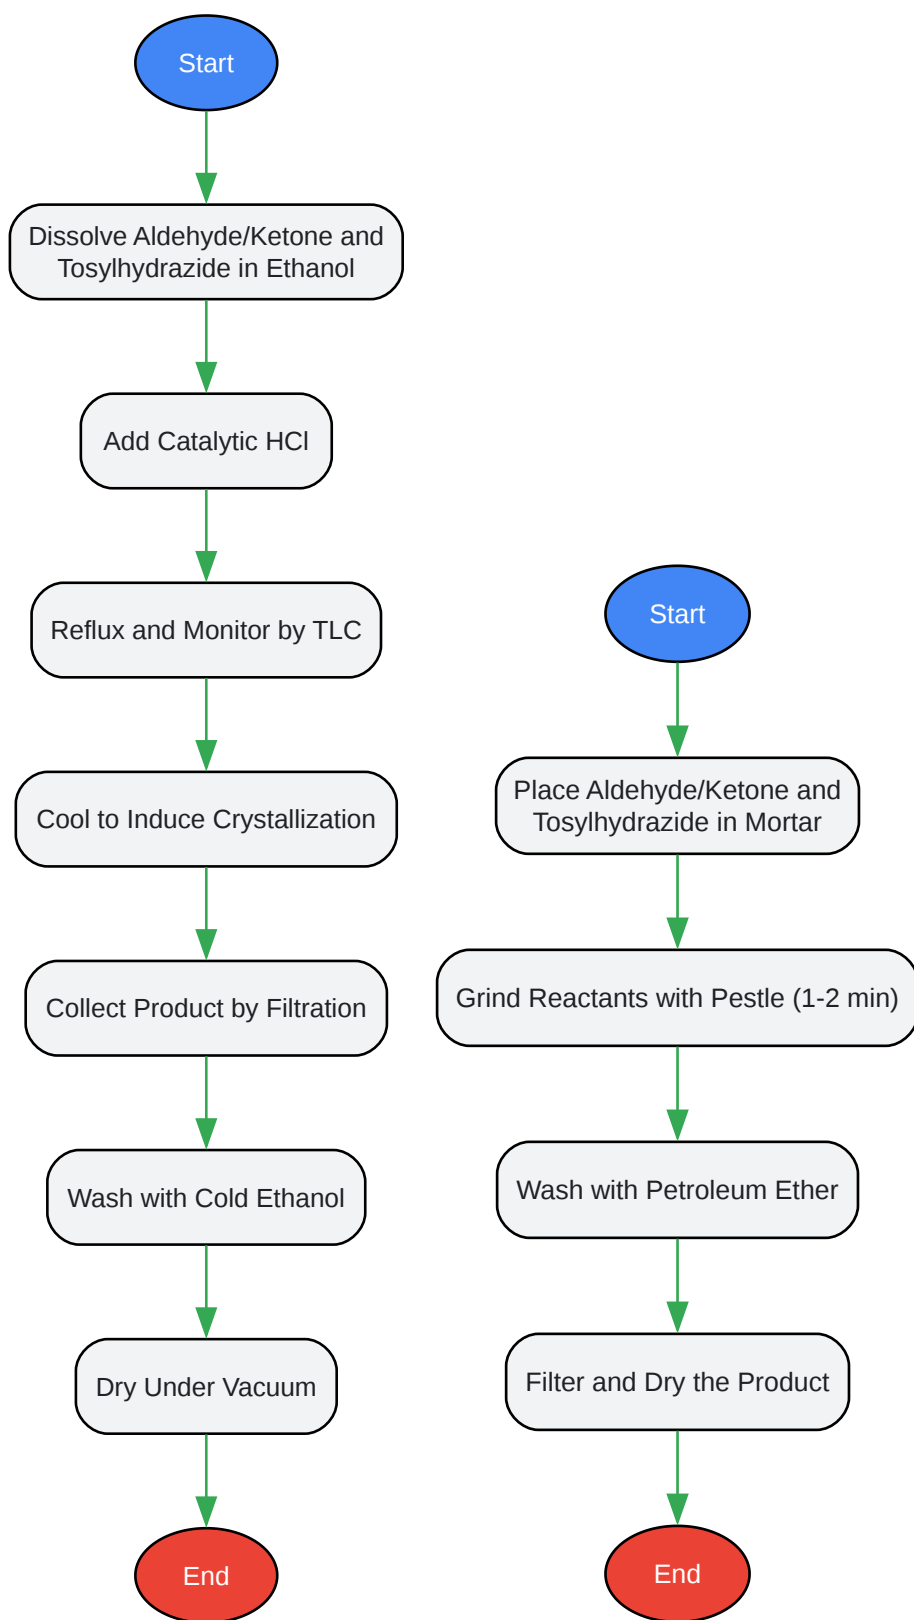 Start
Dissolve Aldehyde/Ketone and
Tosylhydrazide in Ethanol
Add Catalytic HCl
Reflux and Monitor by TLC
Cool to Induce Crystallization
Collect Product by Filtration
Wash with Cold Ethanol
Dry Under Vacuum
End
Start
Place Aldehyde/Ketone and
Tosylhydrazide in Mortar
Grind Reactants with Pestle (1-2 min)
Wash with Petroleum Ether
Filter and Dry the Product
End